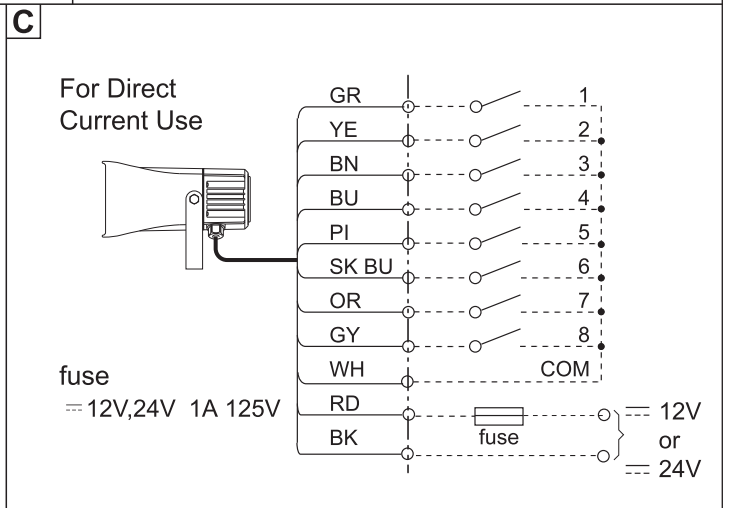 C
For Direct
Current Use
GR 1
YE 2
BN 3
BU 4
PI 5
SK BU 6
OR 7
GY 8
WH COM
fuse
⎓12V,24V 1A 125V
RD fuse ⎓ 12V
BK or
⎓ 24V